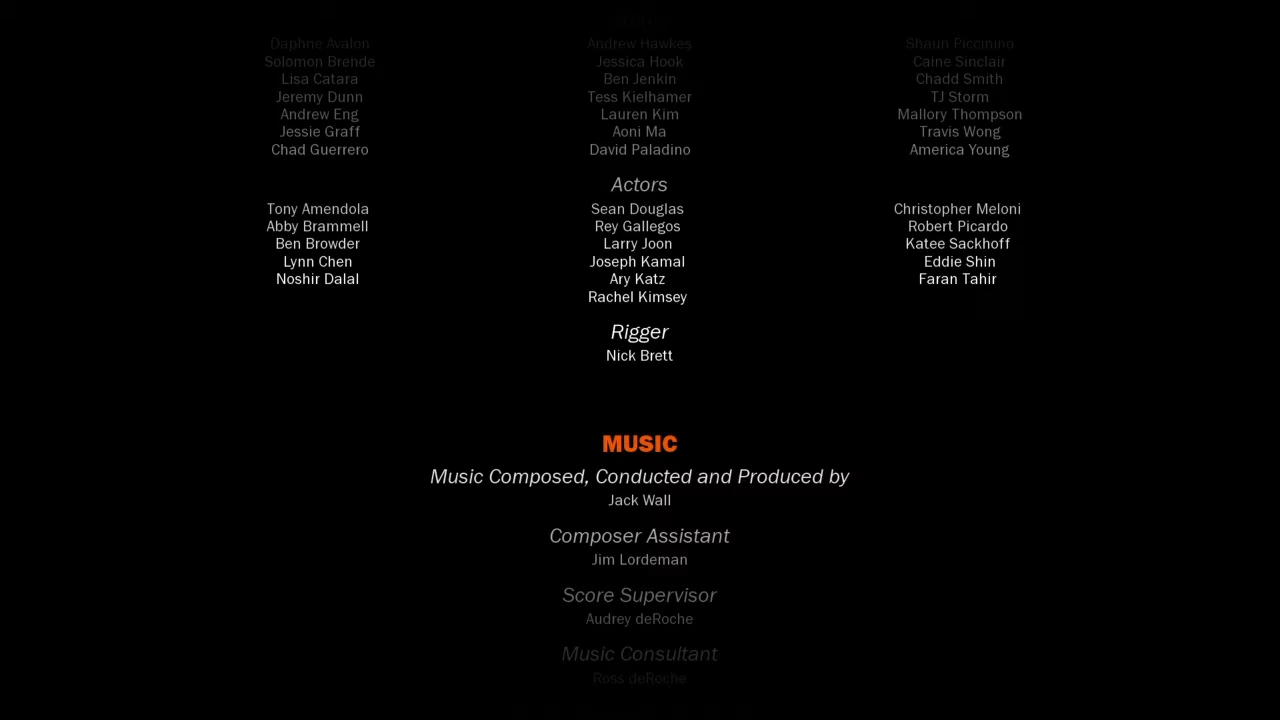 Daphne Avalon Andrew Hawkes Shaun Piccinino
Solomon Brende Jessica Hook Caine Sinclair
Lisa Catara Ben Jenkin Chadd Smith
Jeremy Dunn Tess Kielhamer TJ Storm
Andrew Eng Lauren Kim Mallory Thompson
Jessie Graff Aoni Ma Travis Wong
Chad Guerrero David Paladino America Young
Actors
Tony Amendola Sean Douglas Christopher Meloni
Abby Brammell Rey Gallegos Robert Picardo
Ben Browder Larry Joon Katee Sackhoff
Lynn Chen Joseph Kamal Eddie Shin
Noshir Dalal Ary Katz Faran Tahir
Rachel Kimsey
Rigger
Nick Brett
MUSIC
Music Composed, Conducted and Produced by
Jack Wall
Composer Assistant
Jim Lordeman
Score Supervisor
Audrey deRoche
Music Consultant
Ross deRoche